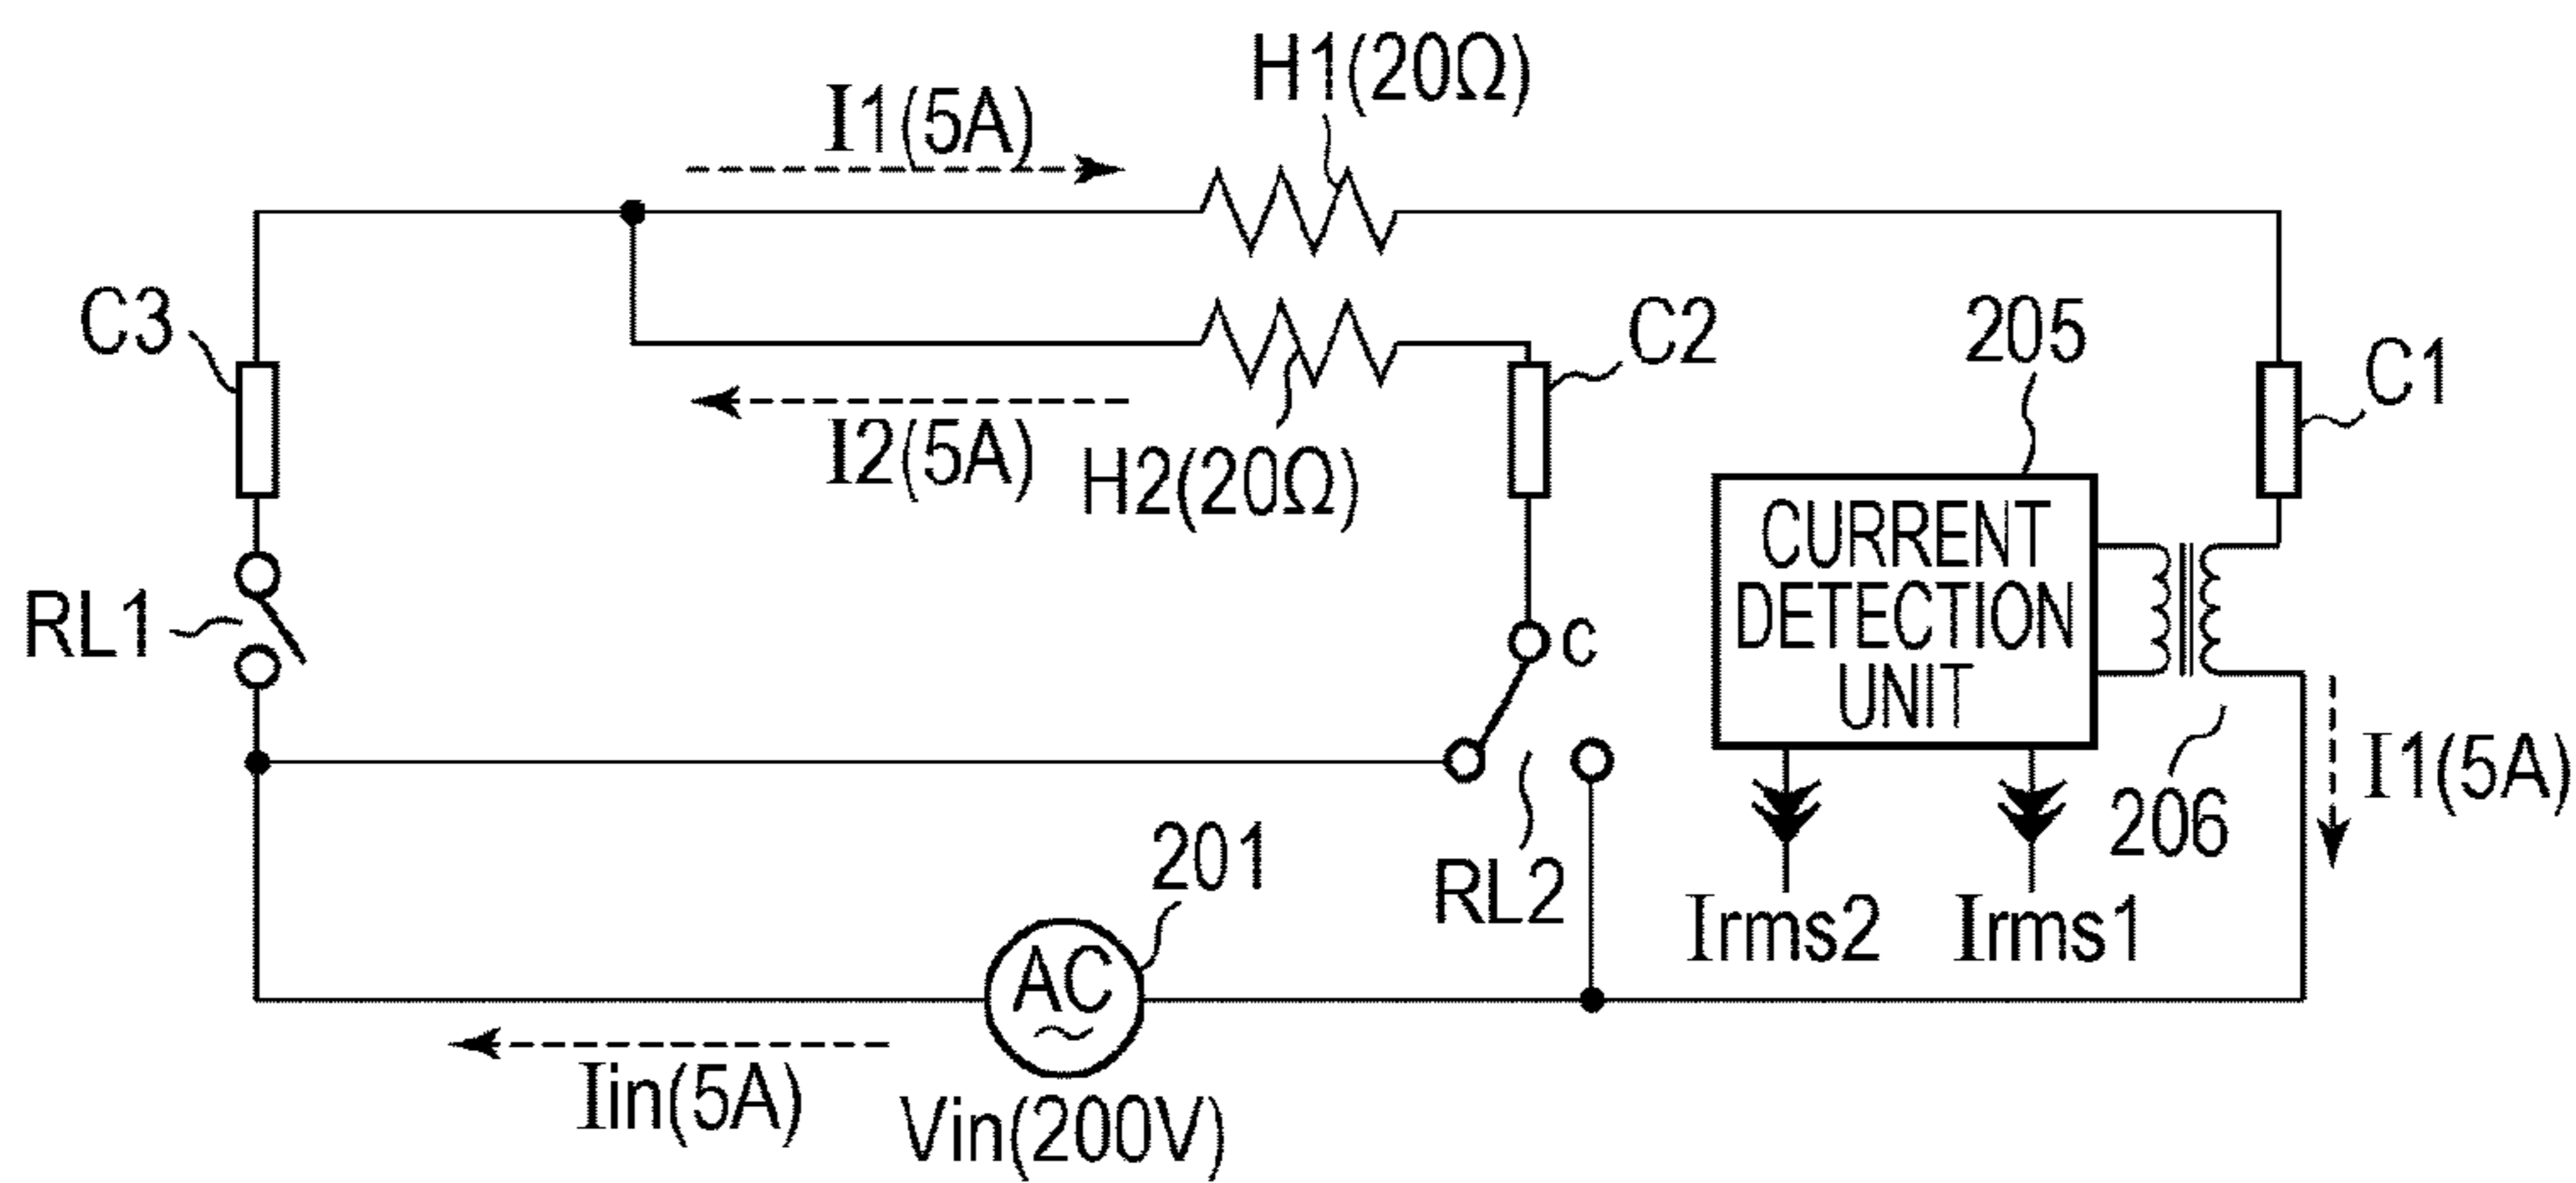 H1(20Ω)
I1(5A)
C3
C2
205
C1
I2(5A)
H2(20Ω)
CURRENT
DETECTION
UNIT
RL1
C
I1(5A)
206
201
RL2
Irms2
Irms1
AC
~
Iin(5A)
Vin(200V)